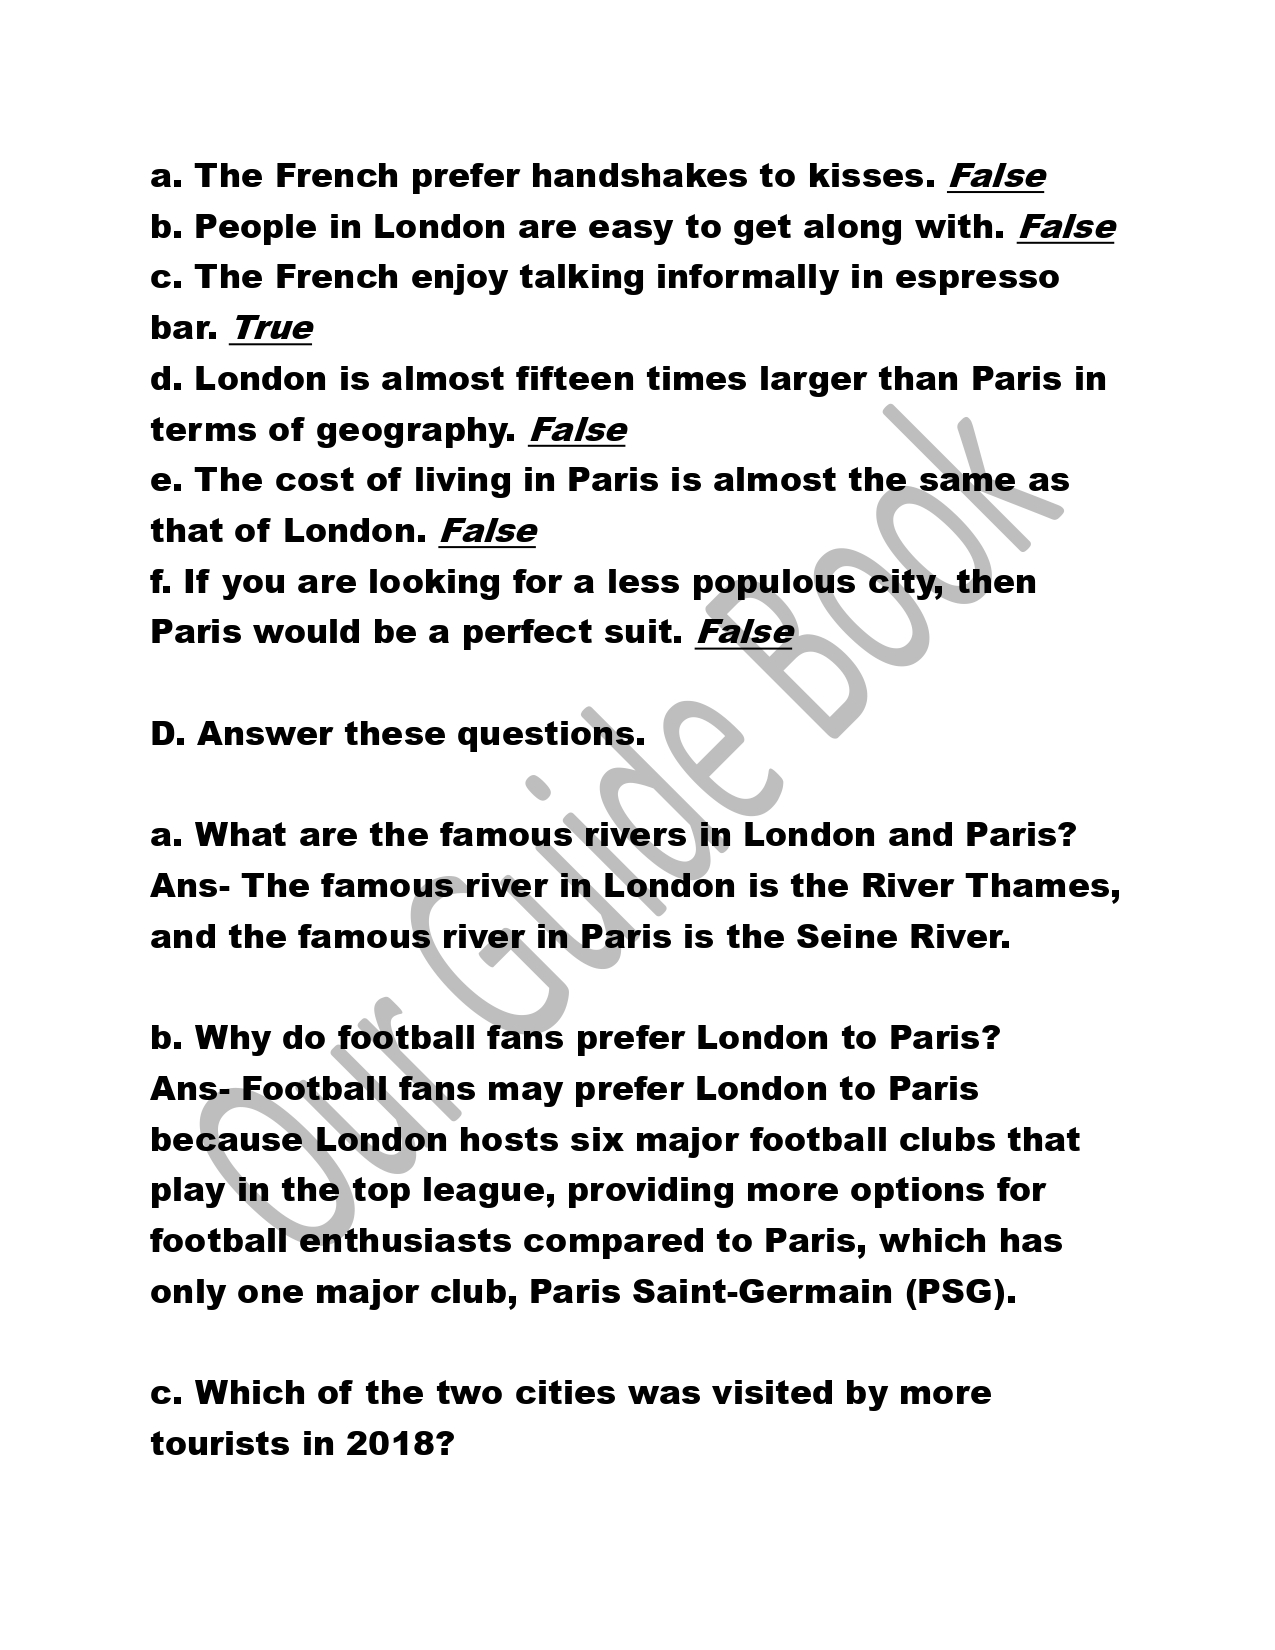 a. The French prefer handshakes to kisses. False
b. People in London are easy to get along with. False
c. The French enjoy talking informally in espresso
bar. True
d. London is almost fifteen times larger than Paris in
terms of geography. False
e. The cost of living in Paris is almost the same as
that of London. False
f. If you are looking for a less populous city, then
Paris would be a perfect suit. False
D. Answer these questions.
a. What are the famous rivers in London and Paris?
Ans- The famous river in London is the River Thames,
and the famous river in Paris is the Seine River.
b. Why do football fans prefer London to Paris?
Ans- Football fans may prefer London to Paris
because London hosts six major football clubs that
play in the top league, providing more options for
football enthusiasts compared to Paris, which has
only one major club, Paris Saint-Germain (PSG).
c. Which of the two cities was visited by more
tourists in 2018?
Our Guide Book